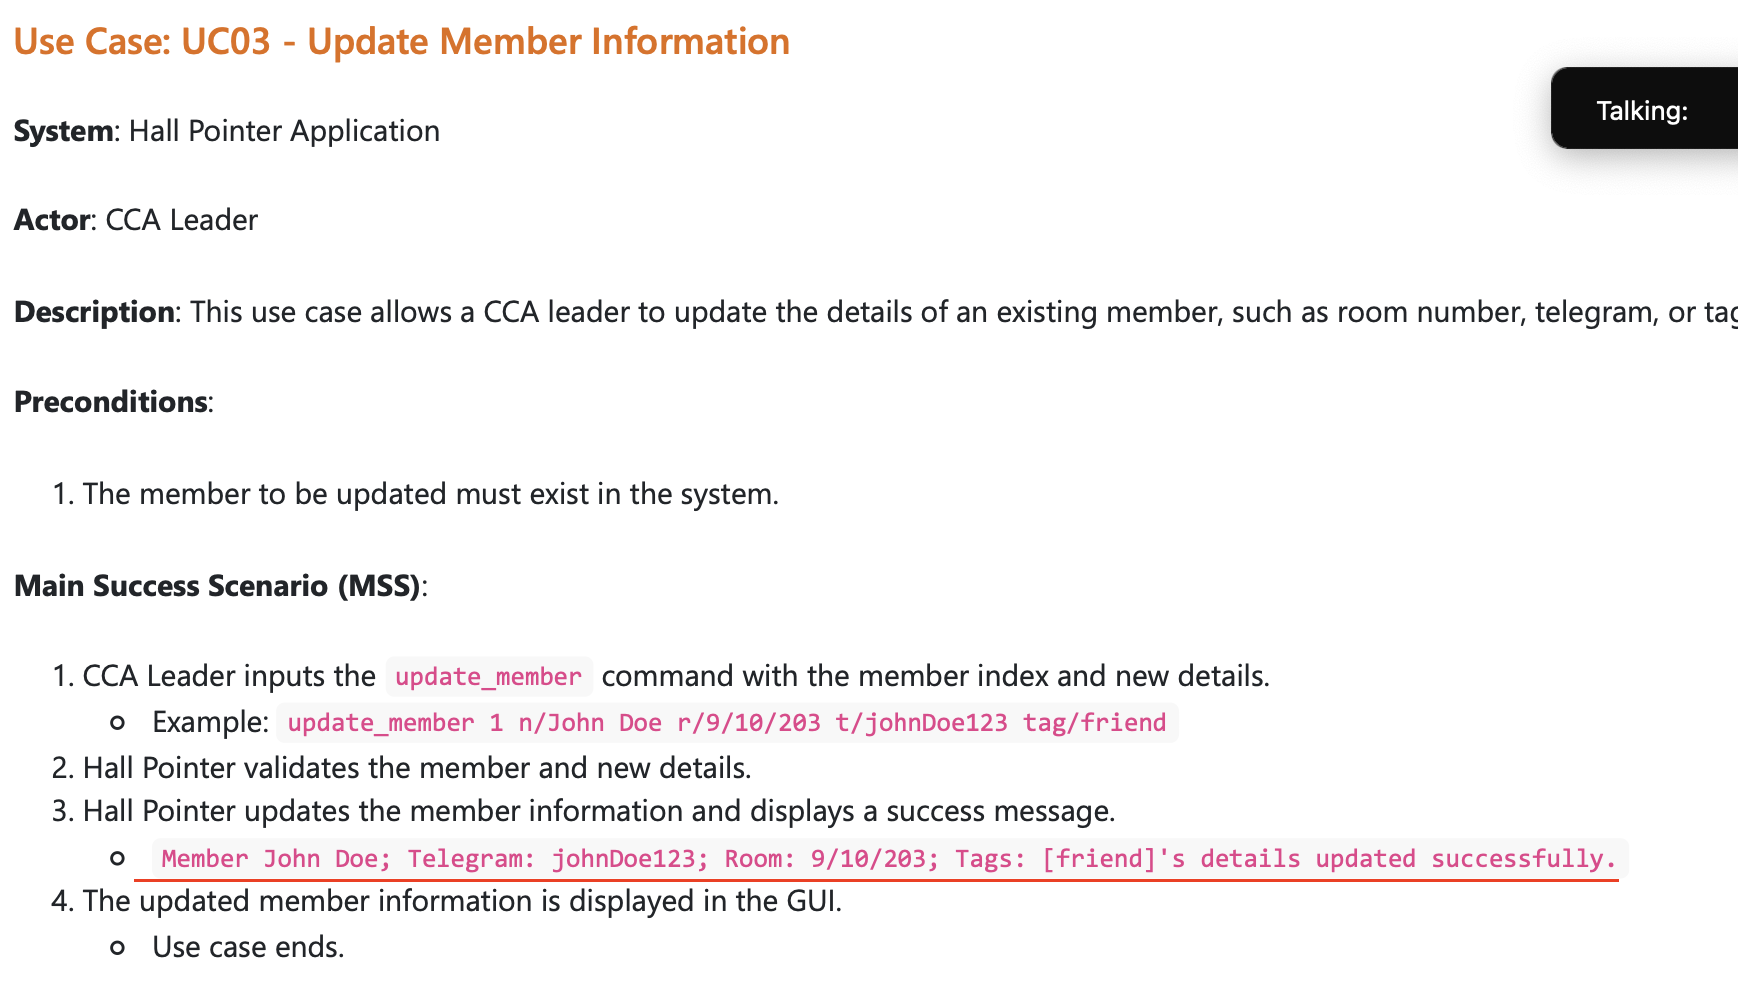 Use Case: UC03 - Update Member Information
System: Hall Pointer Application
Talking:
Actor: CCA Leader
Description: This use case allows a CCA leader to update the details of an existing member, such as room number, telegram, or tag
Preconditions:
1. The member to be updated must exist in the system.
Main Success Scenario (MSS):
1. CCA Leader inputs the update_member command with the member index and new details.
Example: update_member 1 n/John Doe r/9/10/203 t/johnDoe123 tag/friend
2. Hall Pointer validates the member and new details.
3. Hall Pointer updates the member information and displays a success message.
Member John Doe; Telegram: johnDoe123; Room: 9/10/203; Tags: [friend]'s details updated successfully.
4. The updated member information is displayed in the GUI.
Use case ends.